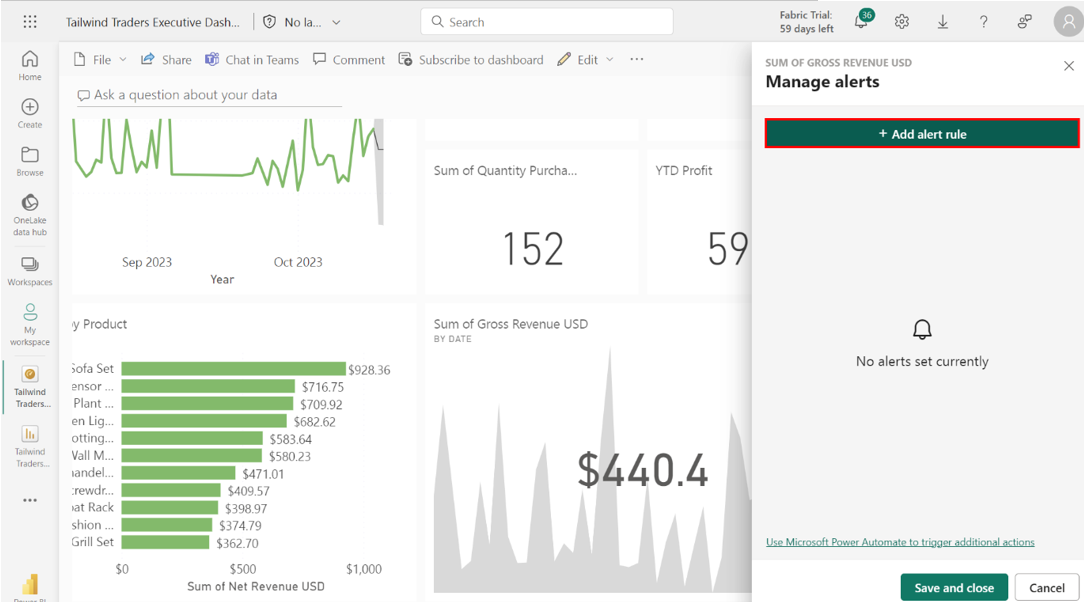 Tailwind Traders Executive Dash...
No la...
Search
Fabric Trial:
59 days left
36
Home
Create
Browse
OneLake
data hub
Workspaces
My
workspace
Tailwind
Traders...
Tailwind
Traders...
File
Share
Chat in Teams
Comment
Subscribe to dashboard
Edit
Ask a question about your data
Sep 2023
Oct 2023
Year
Sum of Quantity Purcha...
152
YTD Profit
59
by Product
Sofa Set
$928.36
ensor ...
$716.75
Plant ...
$709.92
en Lig...
$682.62
otting...
$583.64
Wall M...
$580.23
handel...
$471.01
crewdr...
$409.57
oat Rack
$398.97
shion ...
$374.79
Grill Set
$362.70
$0
$500
$1,000
Sum of Net Revenue USD
Sum of Gross Revenue USD
BY DATE
$440.4
SUM OF GROSS REVENUE USD
Manage alerts
+ Add alert rule
No alerts set currently
Use Microsoft Power Automate to trigger additional actions
Save and close
Cancel